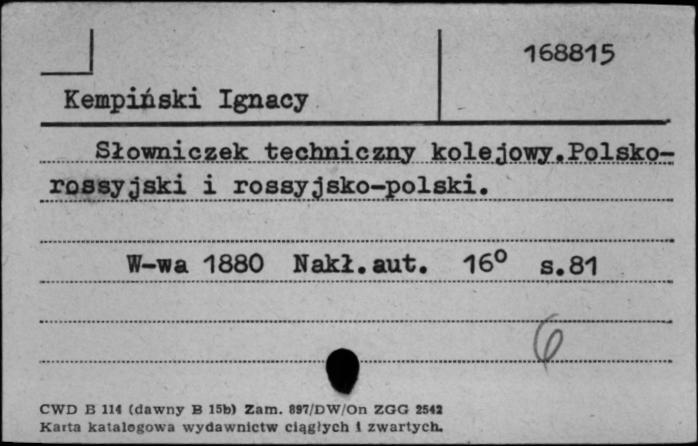 168815
Kempiński Ignacy
Słowniczek techniczny kolejowy.Polsko-
rossyjski i rossyjsko-polski.
W-wa 1880 Nakł.aut. 16° s.81
6
CWD B 114 (dawny B 15b) Zam. 897/DW/On ZGG 2542
Karta katalogowa wydawnictw ciągłych i zwartych.